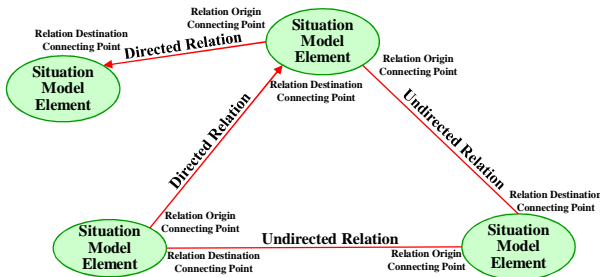 Relation Origin
Connecting Point
Relation Destination
Connecting Point
Directed Relation
Situation
Model
Element
Situation
Model
Element
Relation Origin
Connecting Point
Relation Destination
Connecting Point
Undirected Relation
Directed Relation
Relation Destination
Connecting Point
Relation Origin
Connecting Point
Situation
Model
Element
Undirected Relation
Relation Destination
Connecting Point
Relation Origin
Connecting Point
Situation
Model
Element